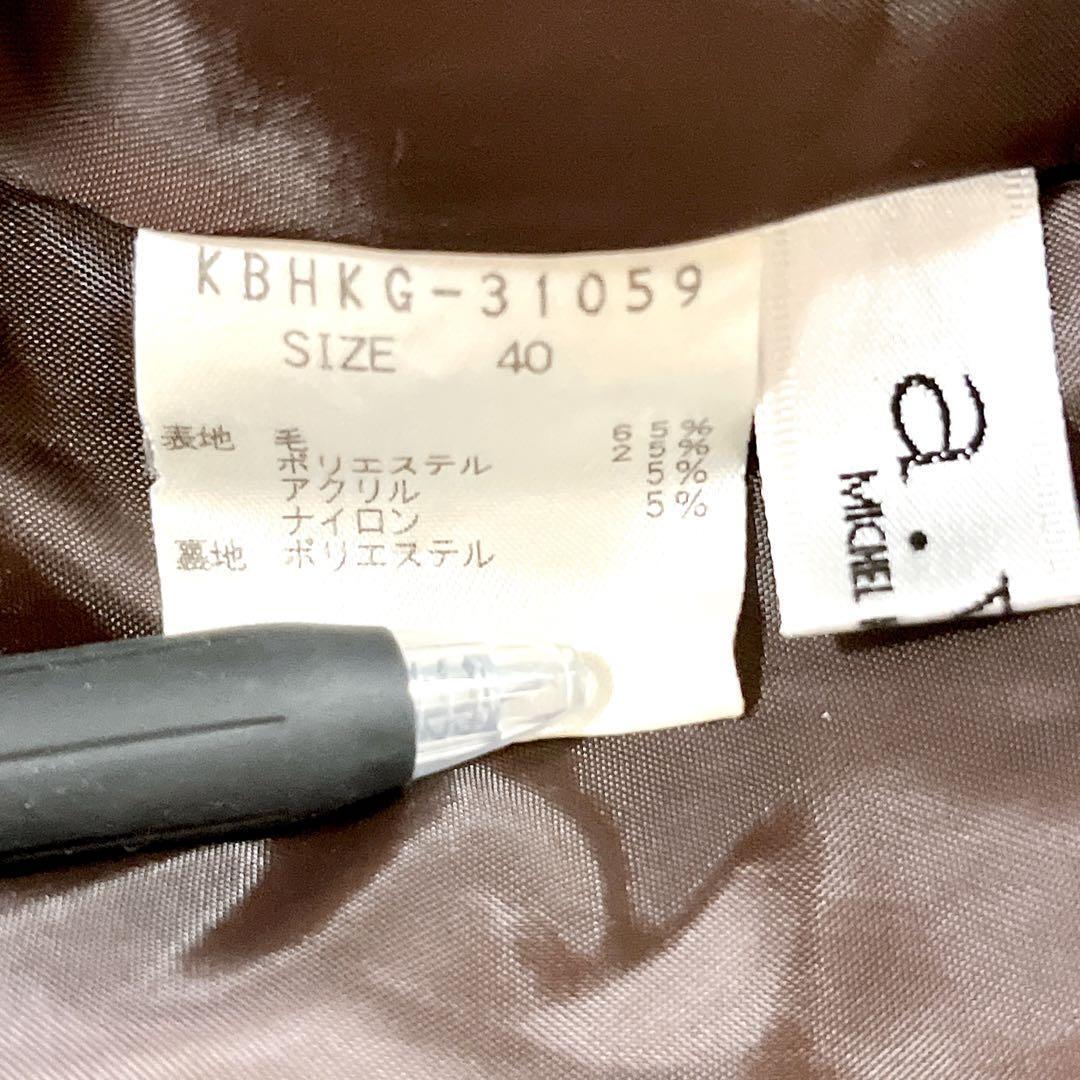 KBHKG-31059
SIZE 40
表地 毛 65%
ポリエステル 25%
アクリル 5%
ナイロン 5%
裏地 ポリエステル
a.v
MICHEL